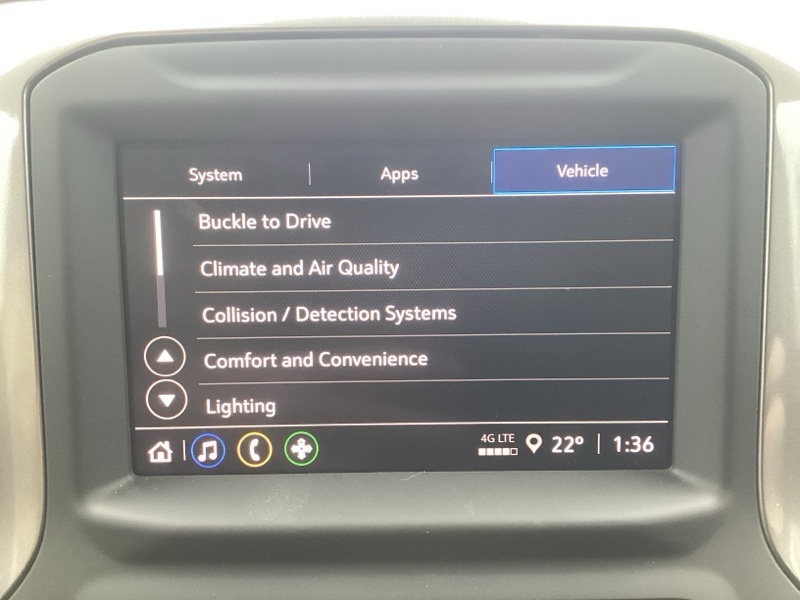 System
Apps
Vehicle
Buckle to Drive
Climate and Air Quality
Collision / Detection Systems
Comfort and Convenience
Lighting
4G LTE
22° | 1:36